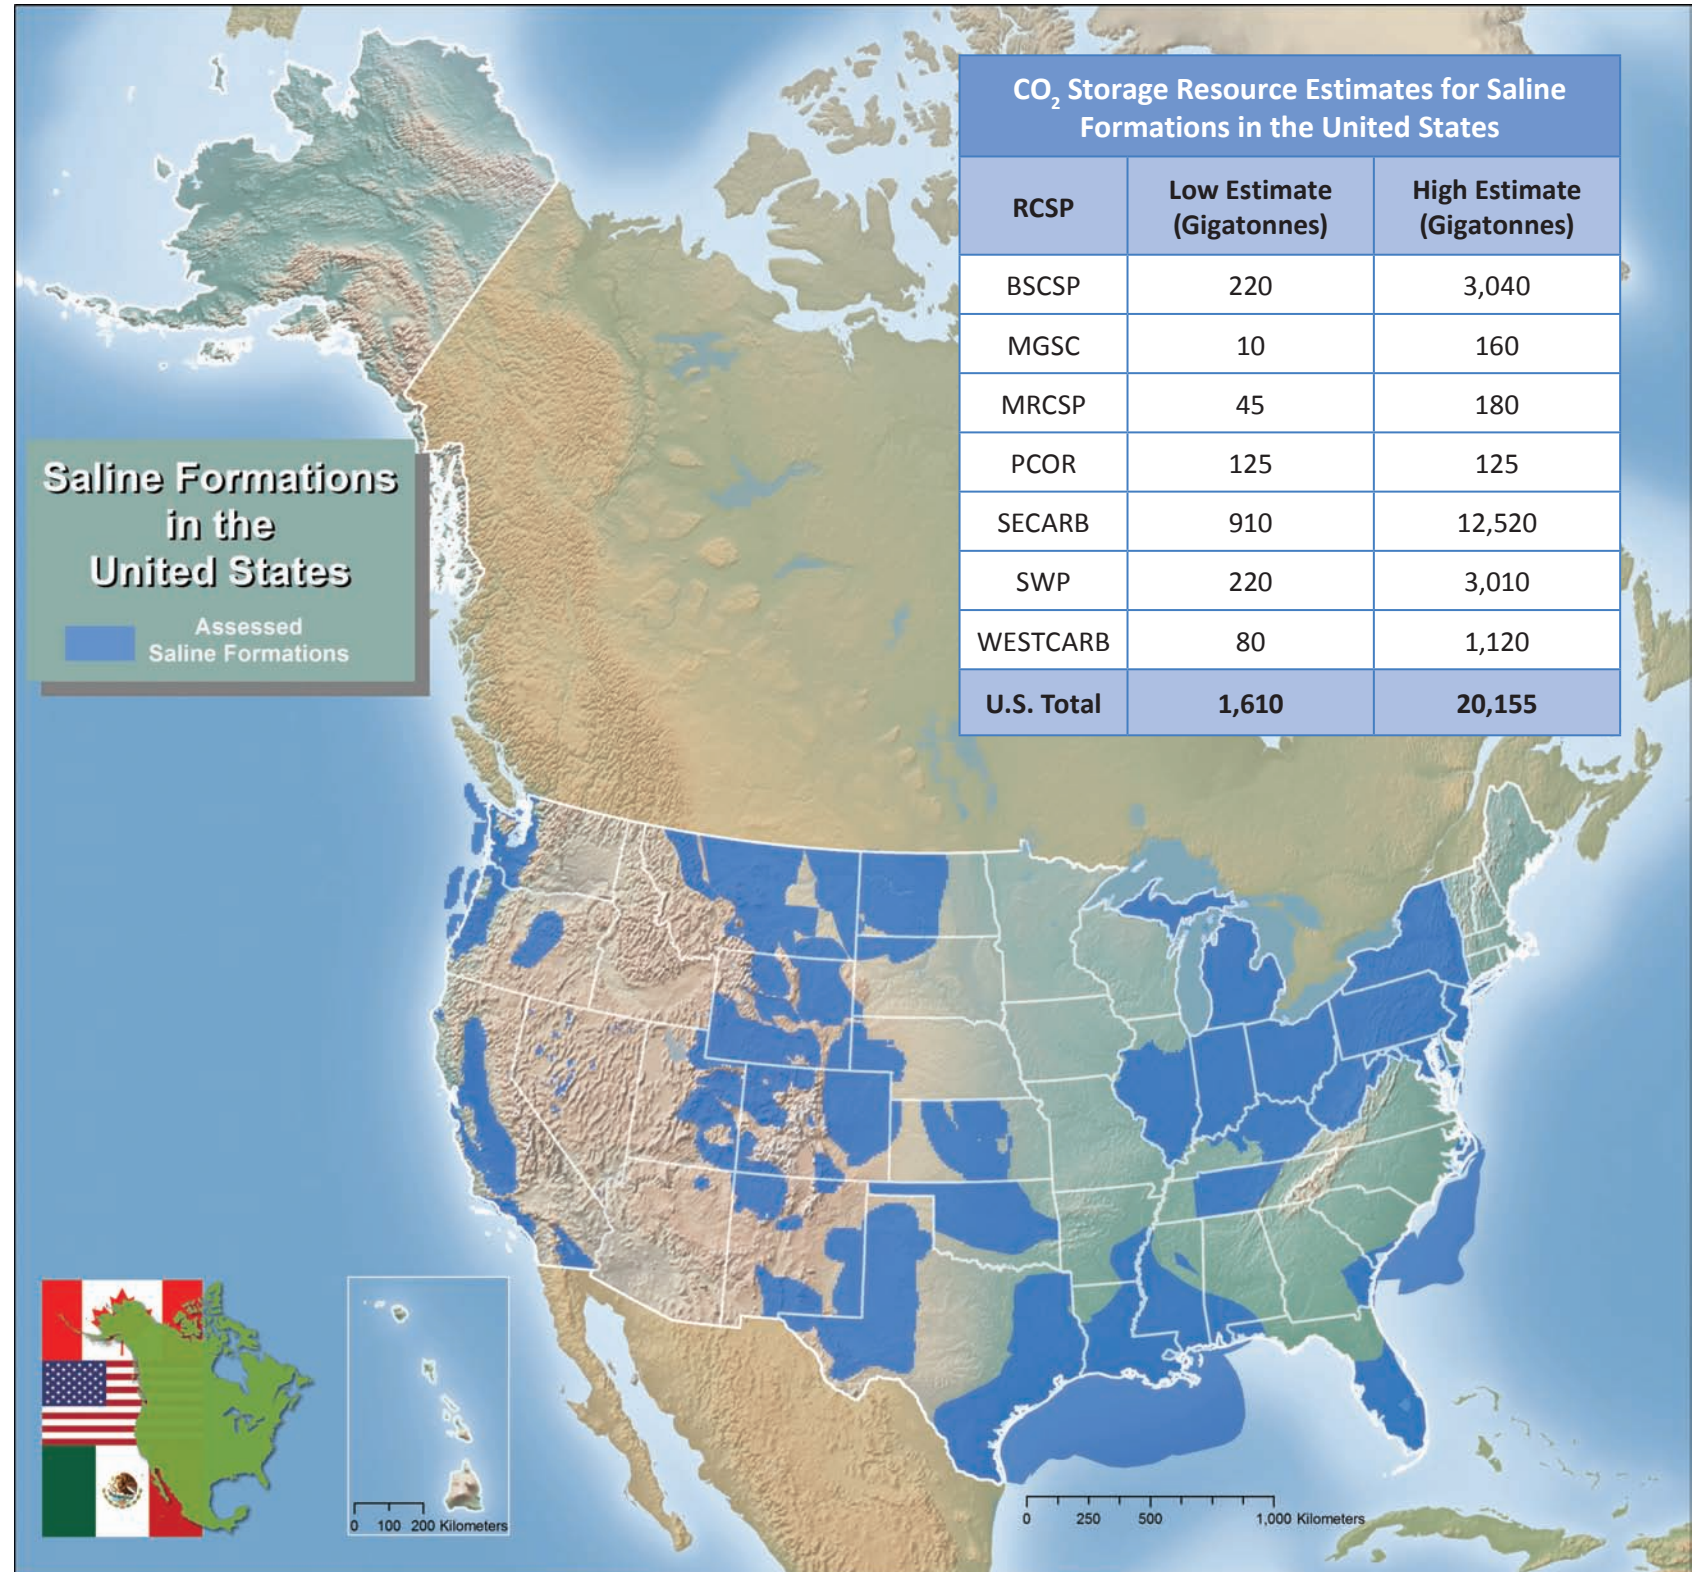 CO2 Storage Resource Estimates for Saline
Formations in the United States
RCSP
Low Estimate
(Gigatonnes)
High Estimate
(Gigatonnes)
BSCSP 220 3,040
MGSC 10 160
MRCSP 45 180
PCOR 125 125
SECARB 910 12,520
SWP 220 3,010
WESTCARB 80 1,120
U.S. Total 1,610 20,155
Saline Formations
in the
United States
Assessed
Saline Formations
0 100 200 Kilometers
0 250 500 1,000 Kilometers